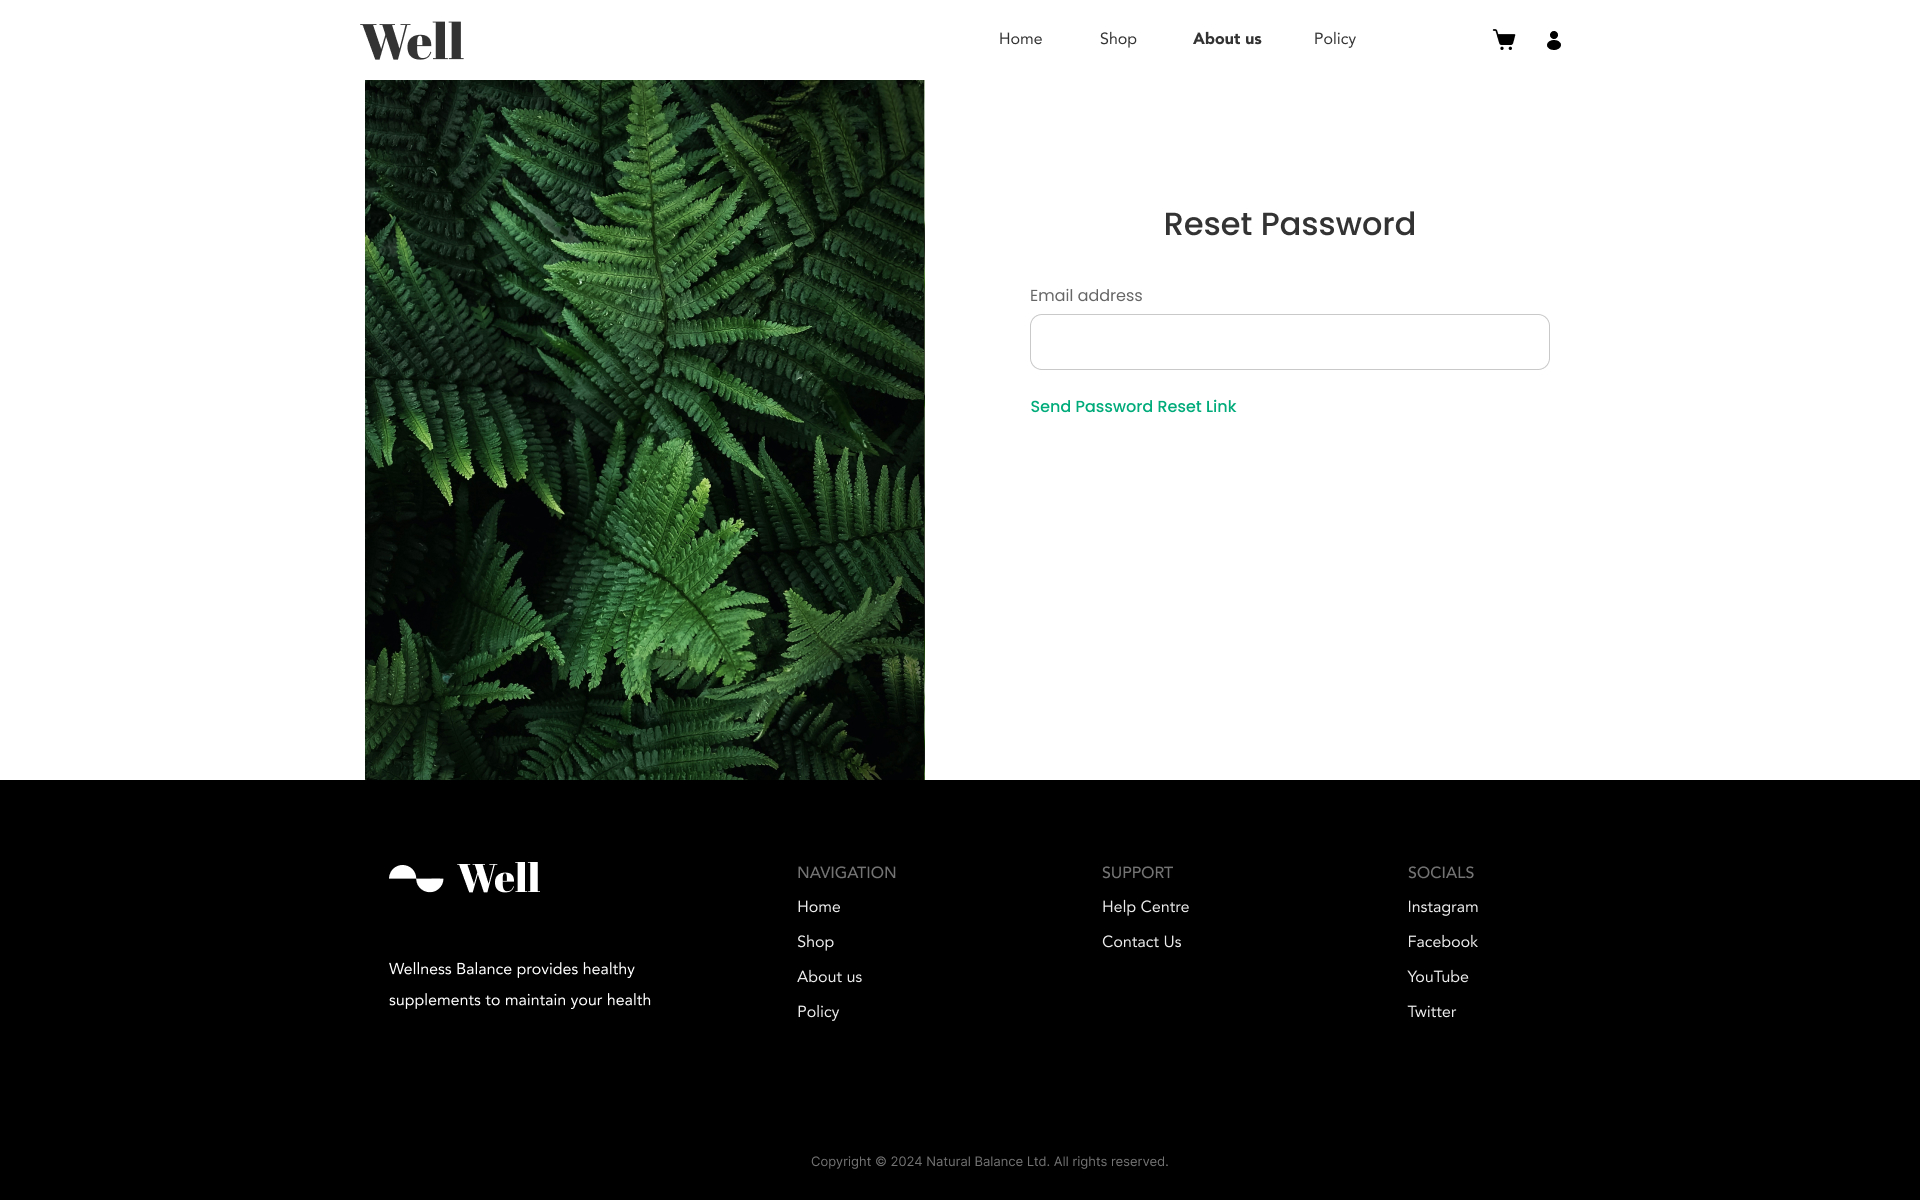 Well
Home
Shop
About us
Policy
Reset Password
Email address
Send Password Reset Link
Well
Wellness Balance provides healthy
supplements to maintain your health
NAVIGATION
Home
Shop
About us
Policy
SUPPORT
Help Centre
Contact Us
SOCIALS
Instagram
Facebook
YouTube
Twitter
Copyright © 2024 Natural Balance Ltd. All rights reserved.